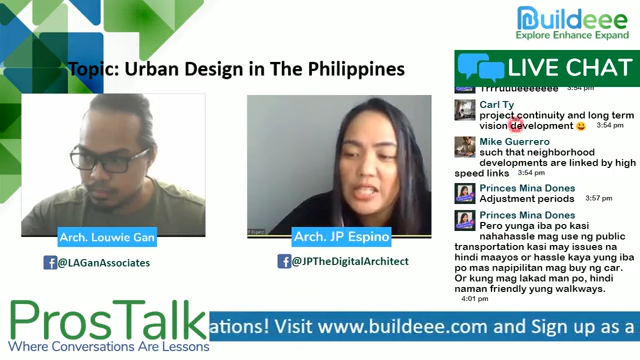 Buildeee
Explore Enhance Expand
Topic: Urban Design in The Philippines
LIVE CHAT
Trrruuueeeeeee 3:54 pm
Carl Ty
project continuity and long term
vision development 3:54 pm
Mike Guerrero
such that neighborhood
developments are linked by high
speed links 3:54 pm
Princes Mina Dones
Adjustment periods 3:57 pm
Princes Mina Dones
Pero yunga iba po kasi
nahahassle mag use ng public
transportation kasi may issues na
hindi maayos or hassle kaya yung iba
po mas napipilitan mag buy ng car.
Or kung mag lakad man po, hindi
naman friendly yung walkways.
4:01 pm
Arch. Louwie Gan
@LAGanAssociates
Arch. JP Espino
@JPTheDigitalArchitect
ProsTalk
Where Conversations Are Lessons
ations! Visit www.buildeee.com and Sign up as a